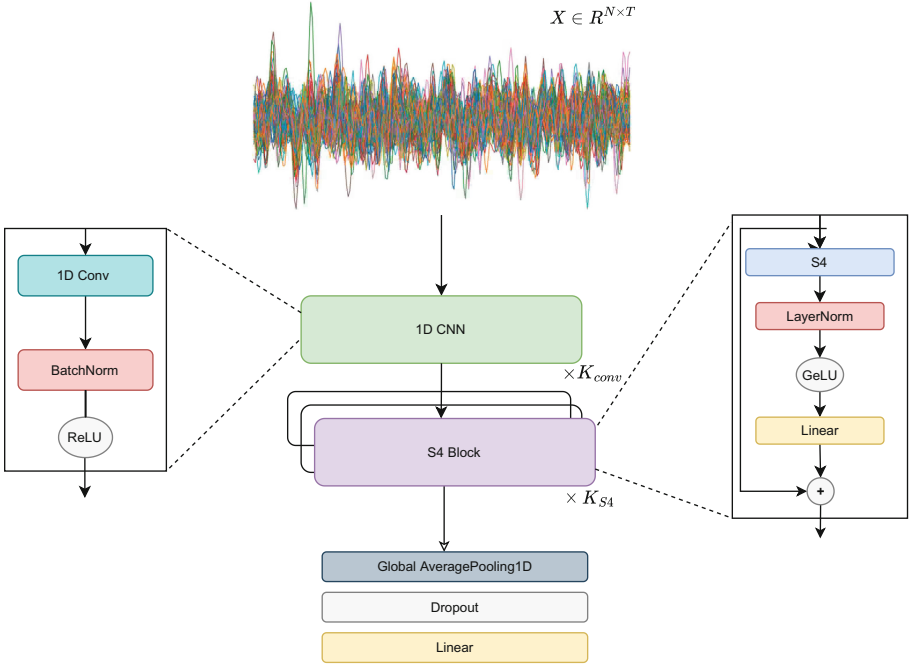 X ∈ R^{N×T}
1D Conv
BatchNorm
ReLU
1D CNN
×K_{conv}
S4 Block
× K_{S4}
S4
LayerNorm
GeLU
Linear
+
Global AveragePooling1D
Dropout
Linear